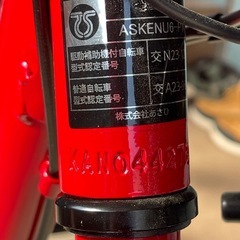 ASKENU6-P
駆動補助機付自転車
型式認定番号
交N23-
普通自転車
型式認定番号
交A23-
株式会社あさひ